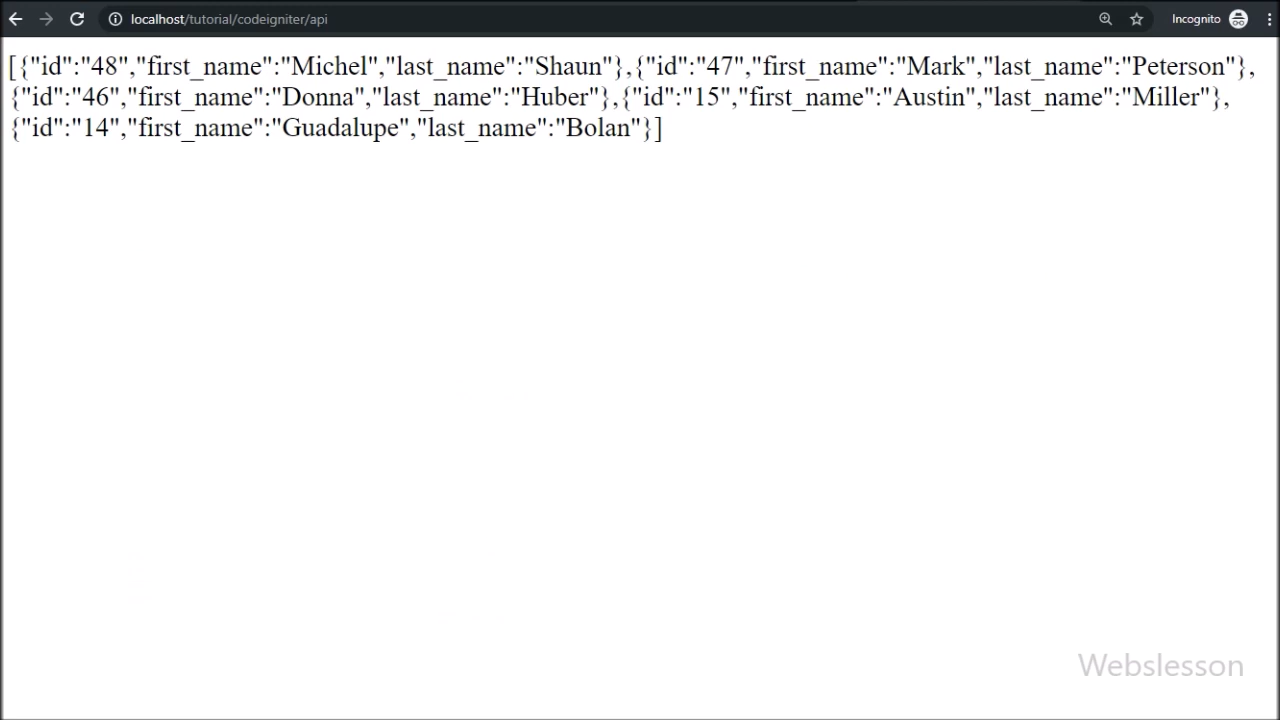 localhost/tutorial/codeigniter/api
Incognito
[{"id":"48","first_name":"Michel","last_name":"Shaun"},{"id":"47","first_name":"Mark","last_name":"Peterson"},
{"id":"46","first_name":"Donna","last_name":"Huber"},{"id":"15","first_name":"Austin","last_name":"Miller"},
{"id":"14","first_name":"Guadalupe","last_name":"Bolan"}]
Webslesson